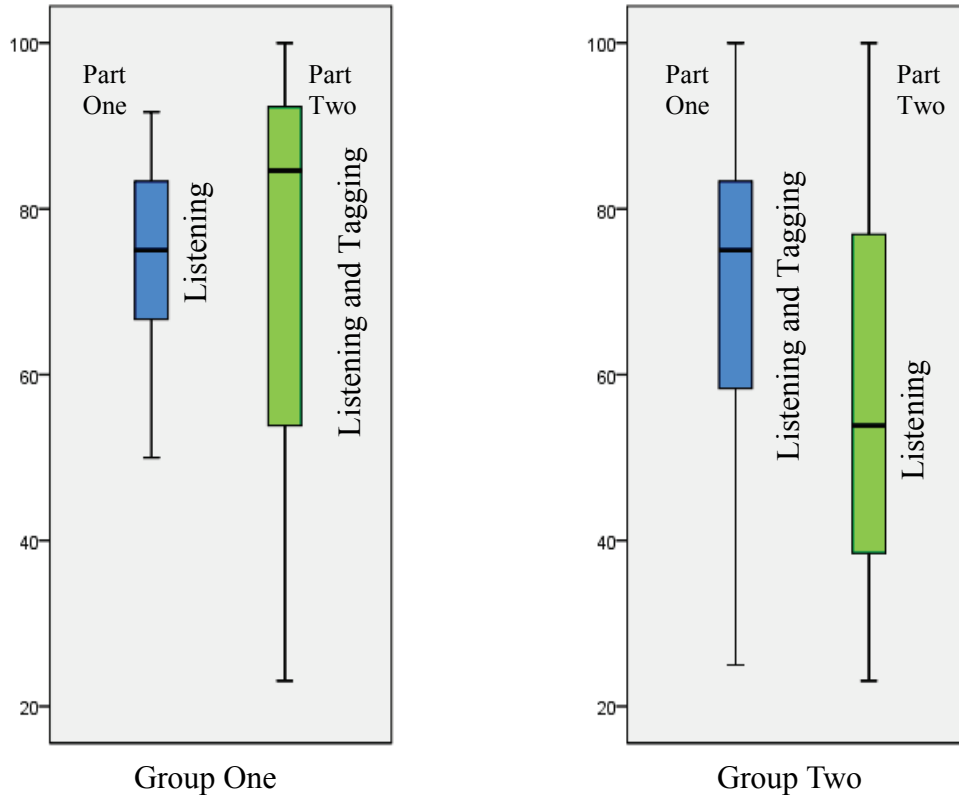 100
80
60
40
20
Part
One
Listening
Part
Two
Listening and Tagging
Group One
100
80
60
40
20
Part
One
Listening and Tagging
Part
Two
Listening
Group Two